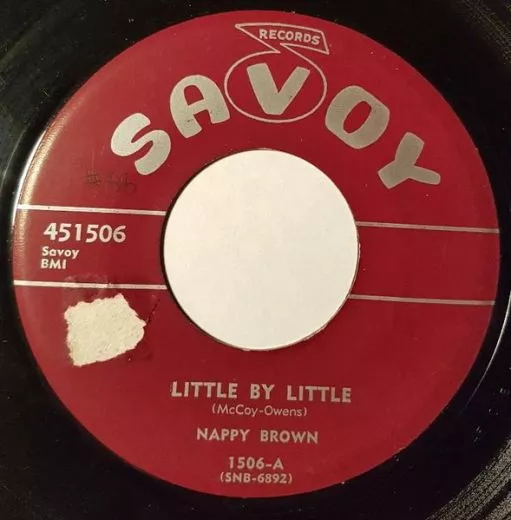 RECORDS
SAVOY
451506
Savoy
BMI
LITTLE BY LITTLE
(McCoy-Owens)
NAPPY BROWN
1506-A
(SNB-6892)